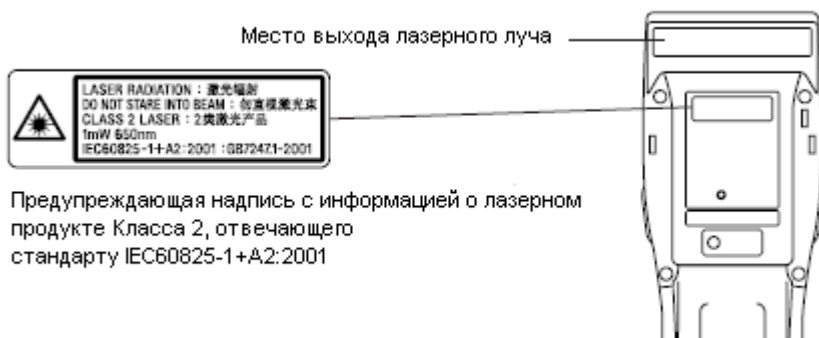 Место выхода лазерного луча
LASER RADIATION : 激光辐射
DO NOT STARE INTO BEAM : 勿直視激光束
CLASS 2 LASER : 2类激光产品
1mW 650nm
IEC60825-1+A2:2001 : GB7247.1-2001
Предупреждающая надпись с информацией о лазерном
продукте Класса 2, отвечающего
стандарту IEC60825-1+A2:2001